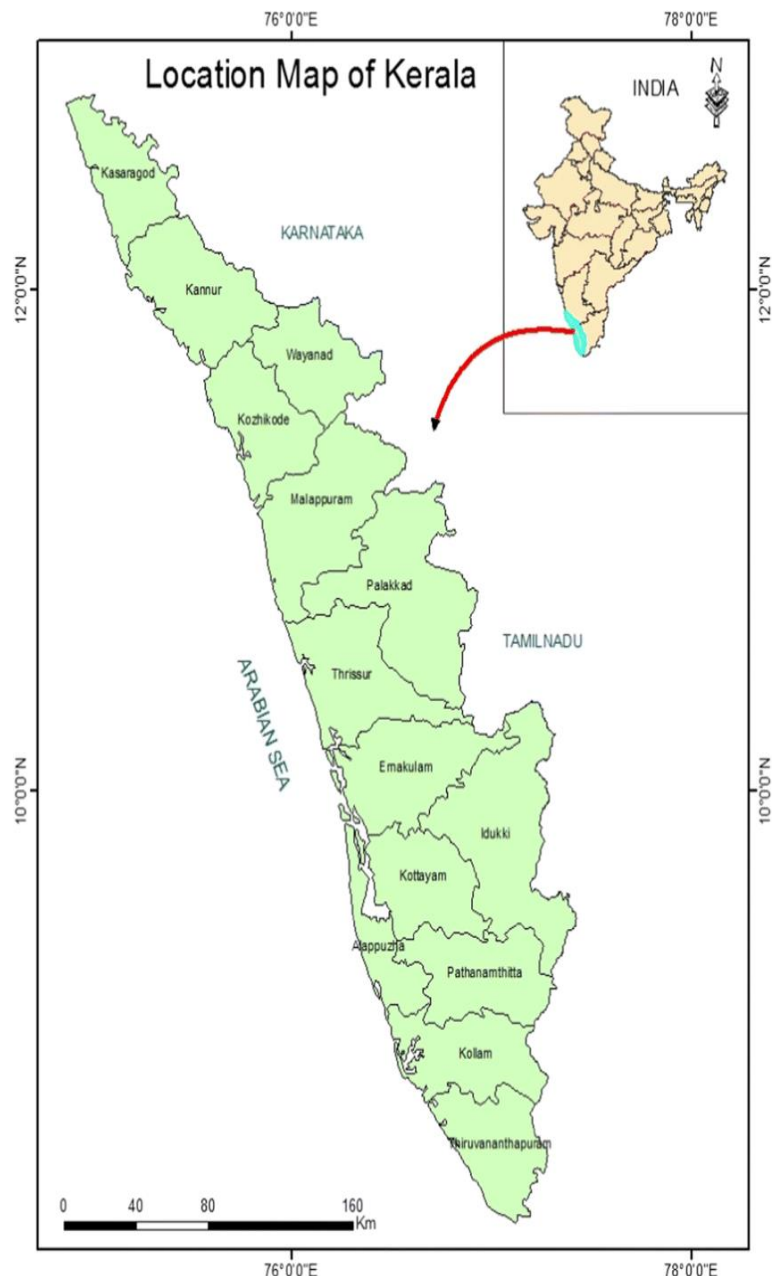 76°0'0"E
78°0'0"E
Location Map of Kerala
INDIA
N
Kasaragod
KARNATAKA
12°0'0"N
12°0'0"N
Kannur
Wayanad
Kozhikode
Malappuram
Palakkad
TAMILNADU
Thrissur
ARABIAN SEA
Ernakulam
10°0'0"N
10°0'0"N
Idukki
Kottayam
Alappuzha
Pathanamthitta
Kollam
Thiruvananthapuram
0 40 80 160
Km
76°0'0"E
78°0'0"E